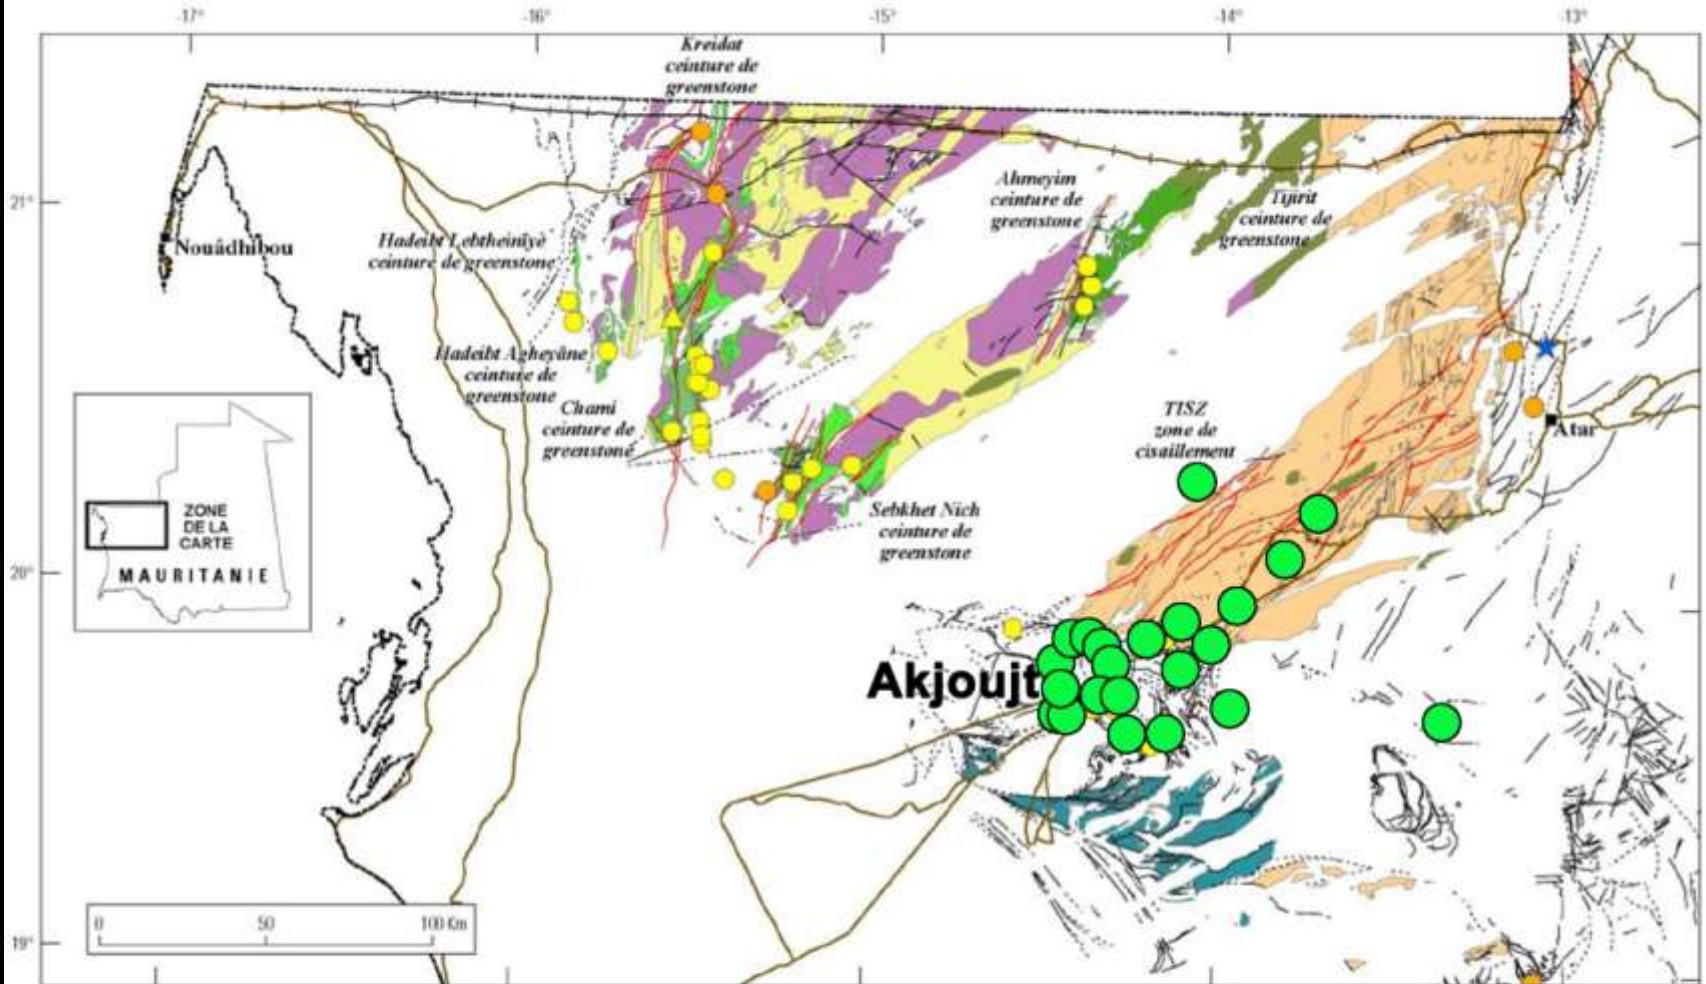 -17°
-16°
-15°
-14°
-13°
Kreidat
ceinture de
greenstone
21°
Nouâdhibou
Hadeibt Lebtheinîyé
ceinture de greenstone
Ahmeyim
ceinture de
greenstone
Tijirit
ceinture de
greenstone
Hadeibt Agheyâne
ceinture de
greenstone
Chami
ceinture de
greenstone
TISZ
zone de
cisaillement
Atar
Sebkhet Nich
ceinture de
greenstone
ZONE
DE LA
CARTE
MAURITANIE
20°
Akjoujt
0
50
100 Km
19°